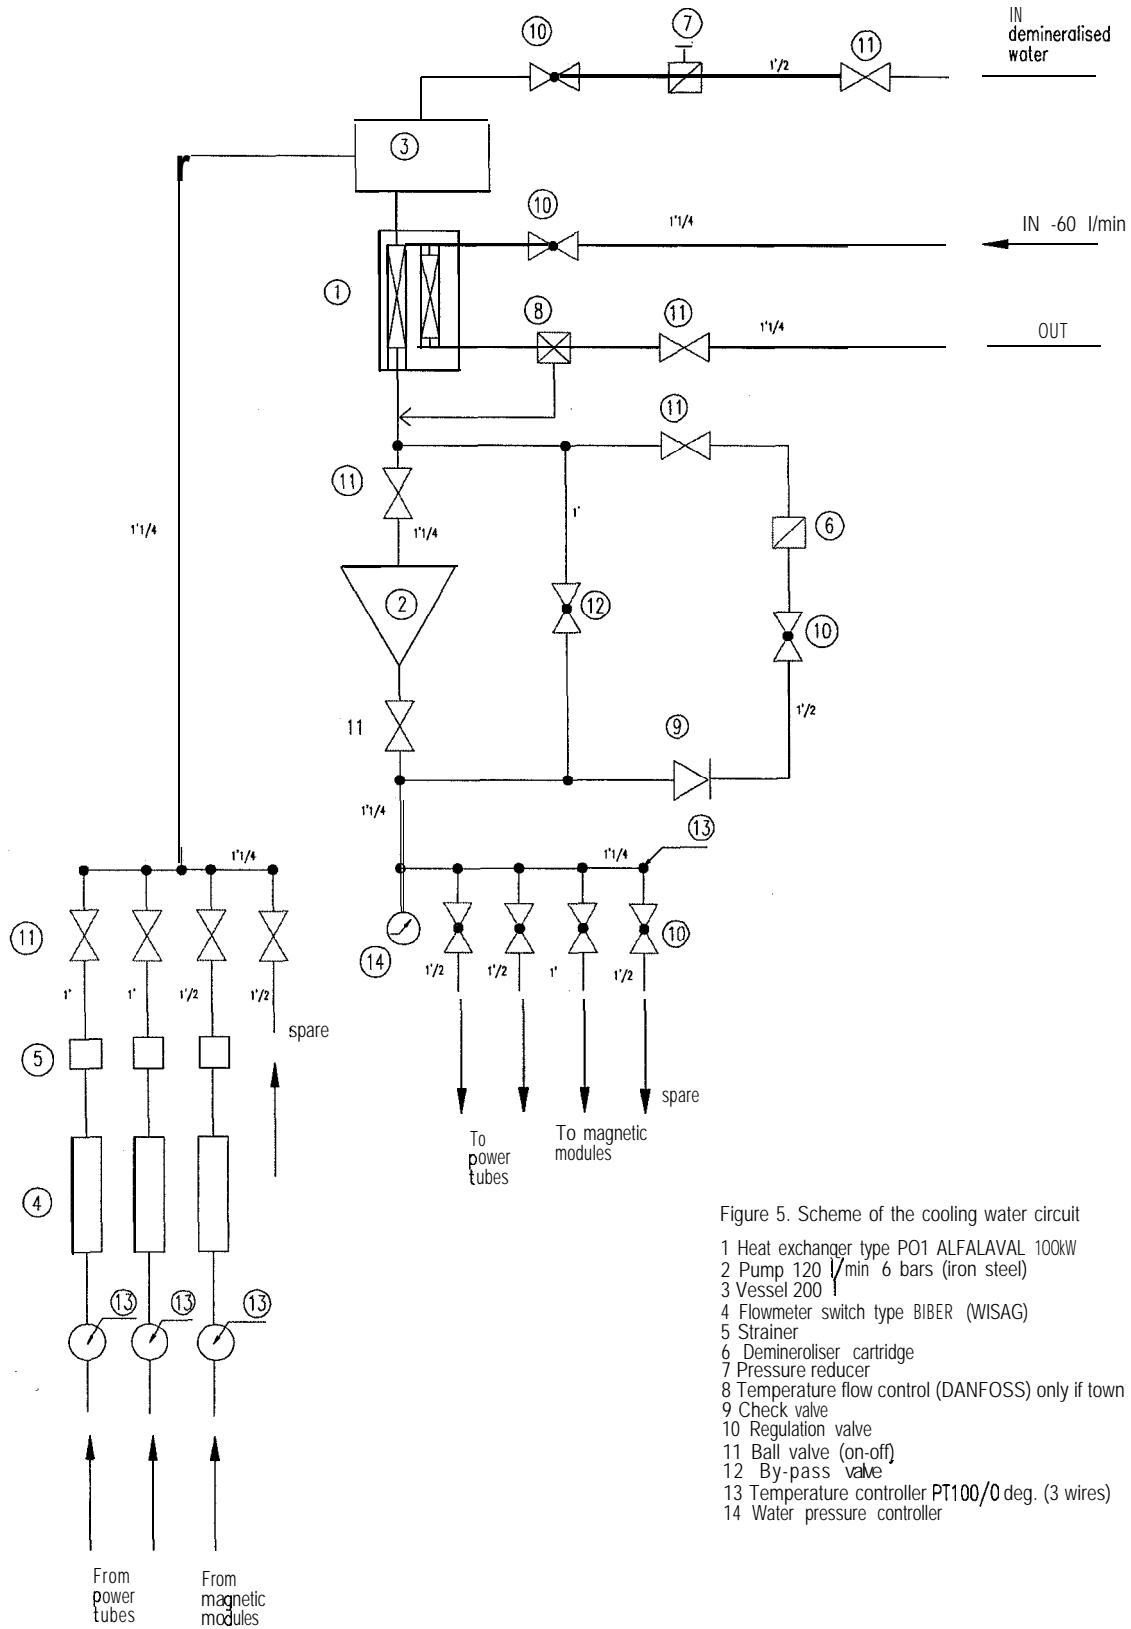 10
7
11
IN
demineralised
water
1'/2
3
10
1'1/4
IN -60 l/min
1
8
11
1'1/4
OUT
11
11
1'1/4
1'1/4
1'
6
2
12
10
11
1'/2
9
1'1/4
13
1'1/4
1'1/4
11
14
10
1'/2
1'/2
1'
1'/2
1'
1'
1'/2
1'/2
spare
5
spare
To
power
tubes
To magnetic
modules
4
13
13
13
From
power
tubes
From
magnetic
modules
Figure 5. Scheme of the cooling water circuit
1 Heat exchanger type PO1 ALFALAVAL 100kW
2 Pump 120 l/min 6 bars (iron steel)
3 Vessel 200 l
4 Flowmeter switch type BIBER (WISAG)
5 Strainer
6 Demineroliser cartridge
7 Pressure reducer
8 Temperature flow control (DANFOSS) only if town
9 Check valve
10 Regulation valve
11 Ball valve (on-off)
12 By-pass valve
13 Temperature controller PT100/0 deg. (3 wires)
14 Water pressure controller